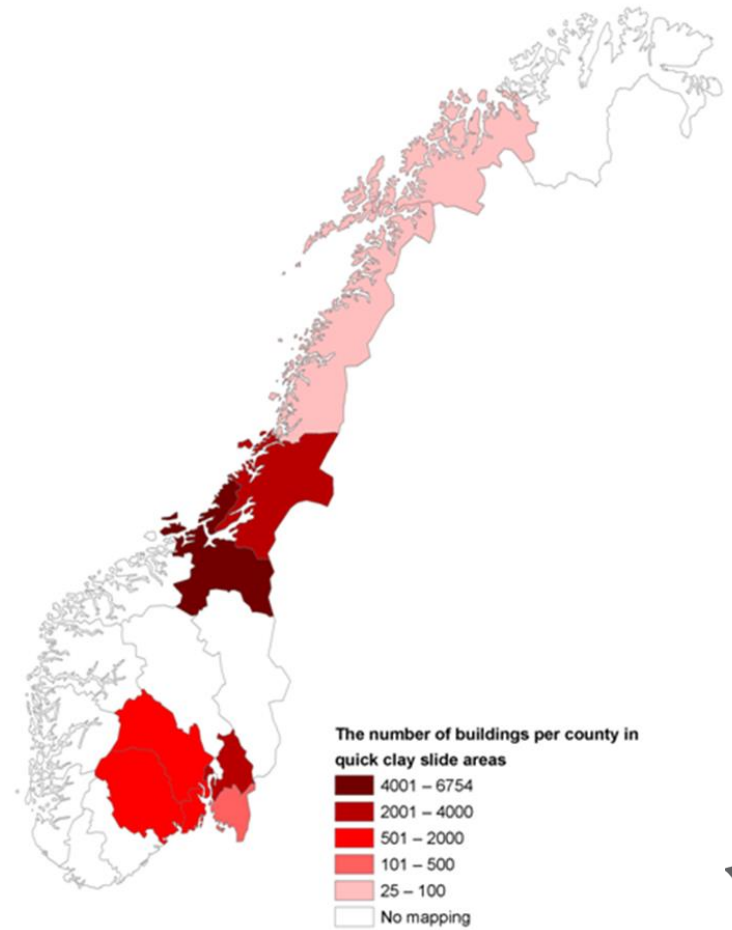 The number of buildings per county in
quick clay slide areas
4001 – 6754
2001 – 4000
501 – 2000
101 – 500
25 – 100
No mapping